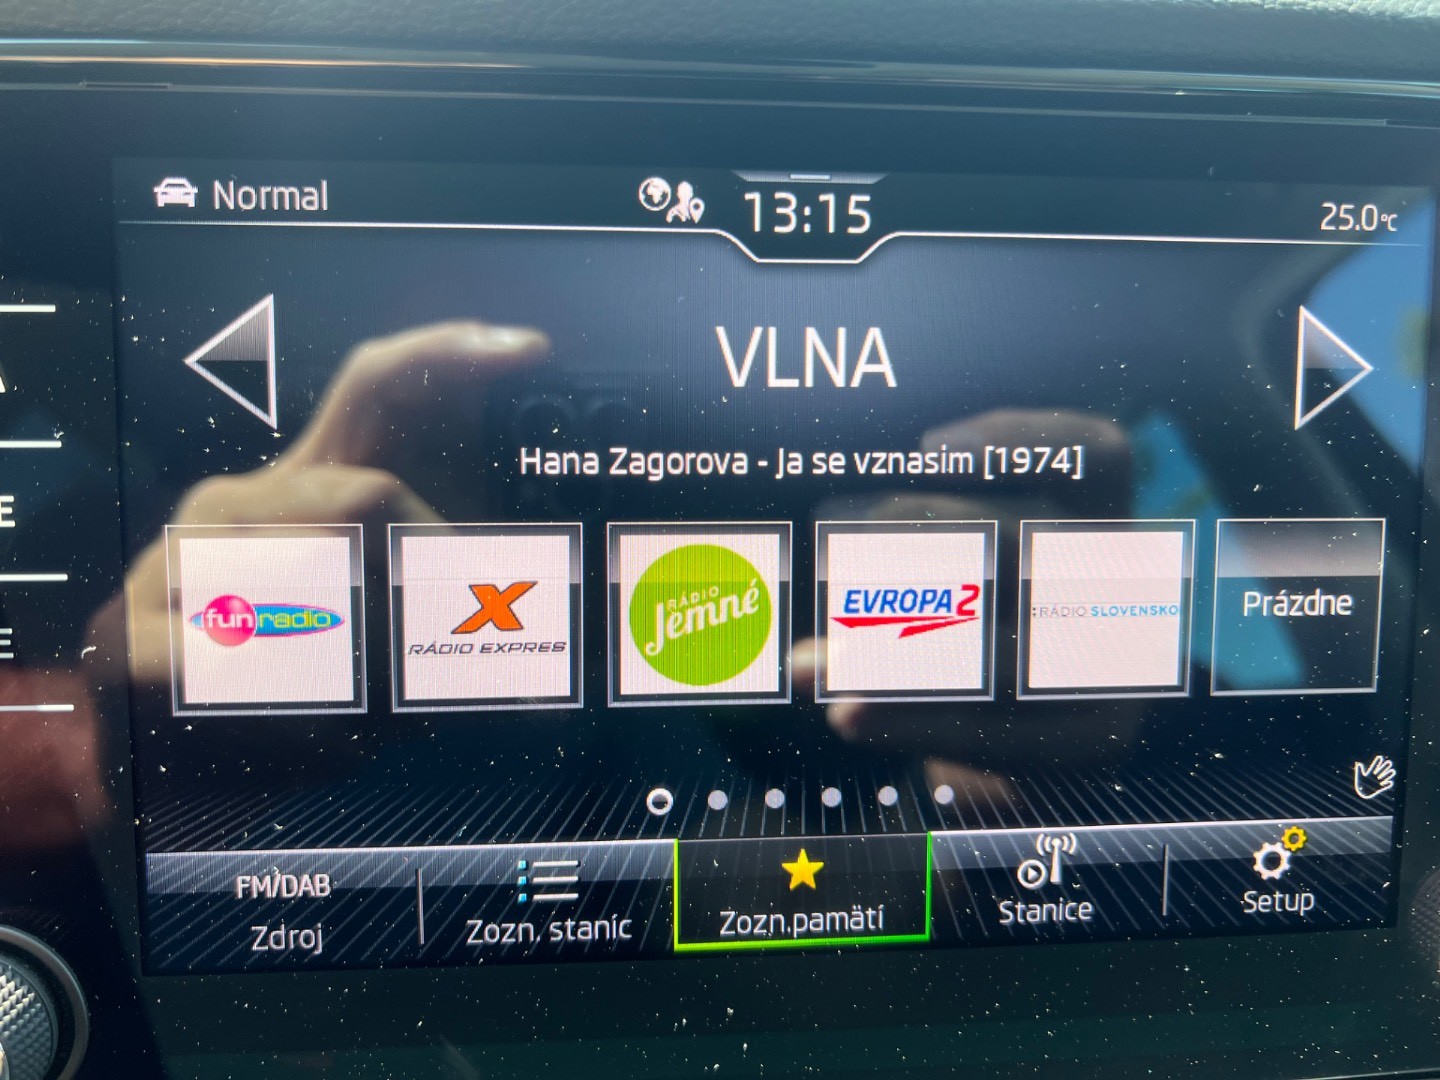 Normal
13:15
25.0°C
VLNA
Hana Zagorova - Ja se vznasim [1974]
fun radio
X
RÁDIO EXPRES
RÁDIO
Jemné
EVROPA 2
:RÁDIO SLOVENSKO
Prázdne
FM/DAB
Zdroj
Zozn. staníc
Zozn.pamätí
Stanice
Setup